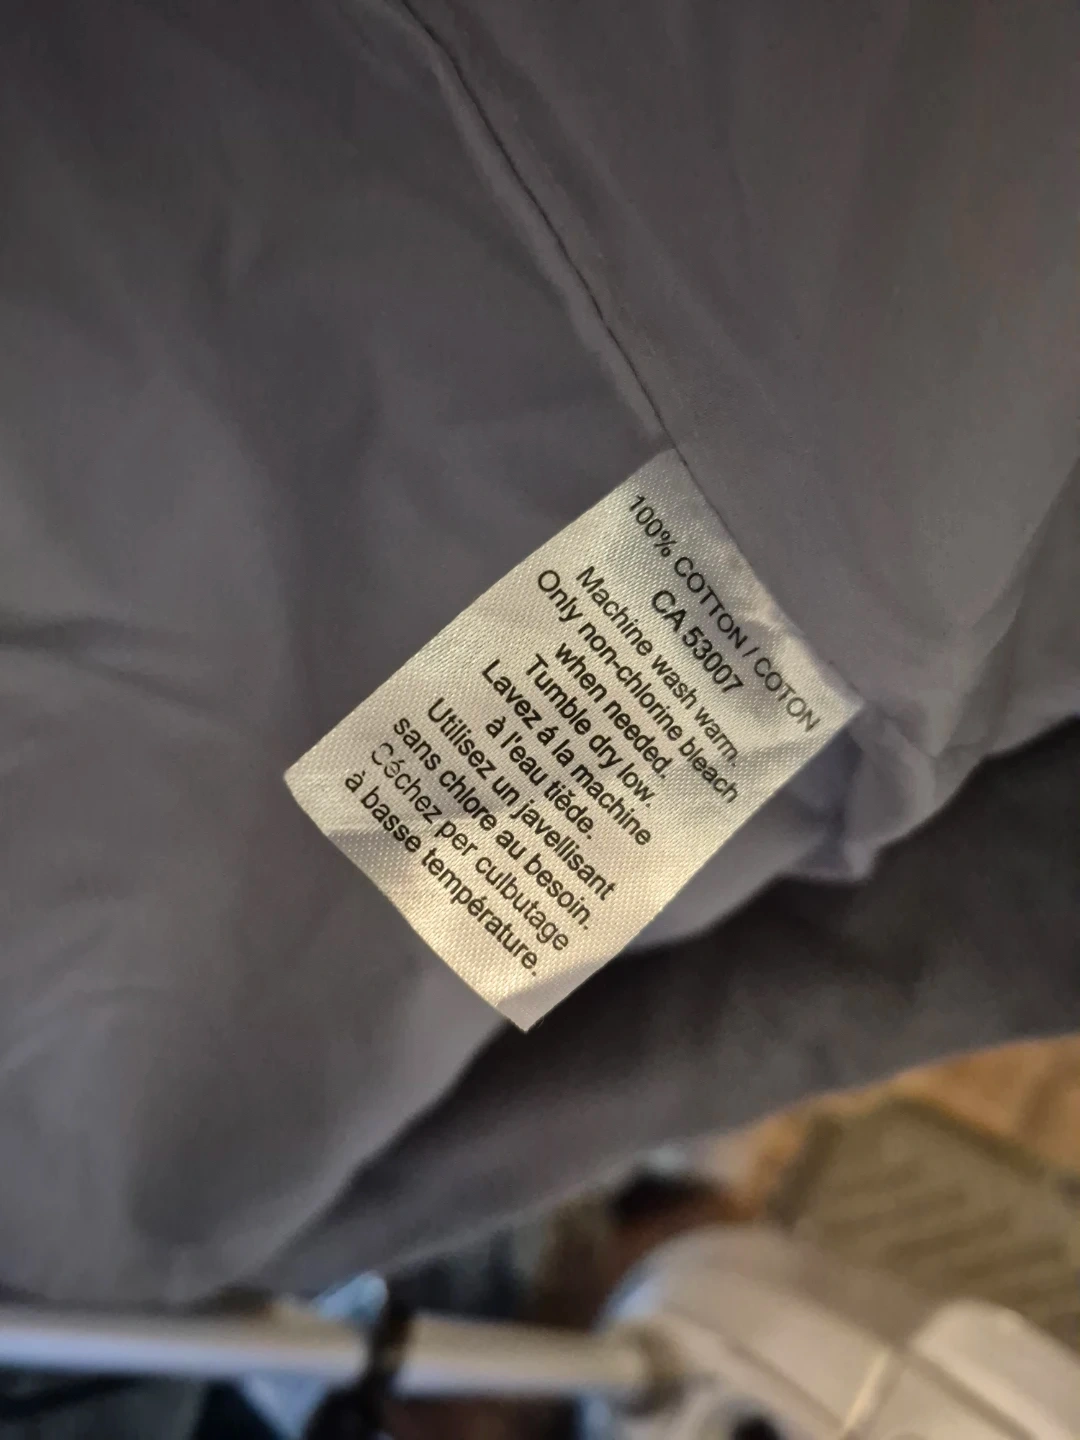 100% COTTON / COTON
CA 53007
Machine wash warm.
Only non-chlorine bleach
when needed.
Tumble dry low.
Lavez á la machine
à l'eau tiède.
Utilisez un javellisant
sans chlore au besoin.
Céchez per culbutage
à basse température.